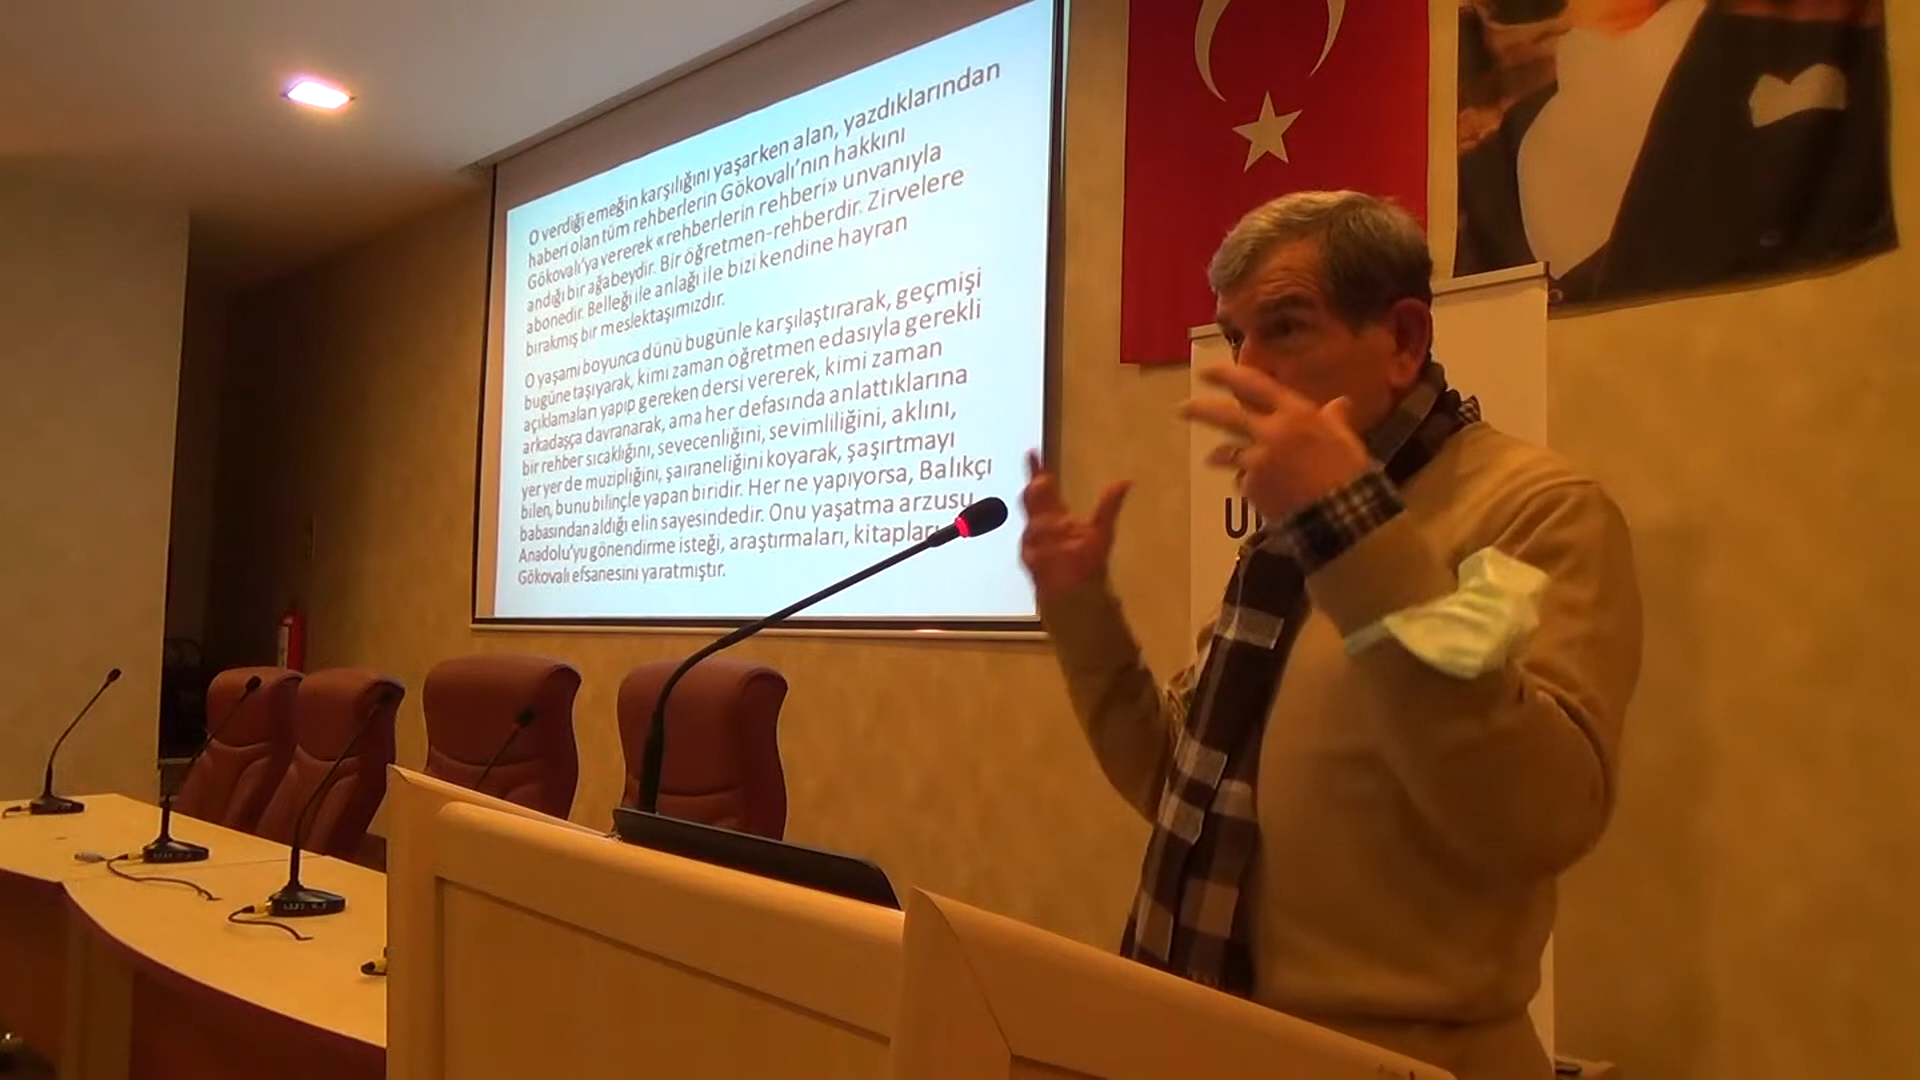 O verdiği emeğin karşılığını yaşarken alan, yazdıklarından
haberi olan tüm rehberlerin Gökovalı'nın hakkını
Gökovalı'ya vererek «rehberlerin rehberi» unvanıyla
andığı bir ağabeydir. Bir öğretmen-rehberdir. Zirvelere
abonedir. Belleği ile anlağı ile bizi kendine hayran
bırakmış bir meslektaşımızdır.
O yaşamı boyunca dünü bugünle karşılaştırarak, geçmişi
bugüne taşıyarak, kimi zaman öğretmen edasıyla gerekli
açıklamaları yapıp gereken dersi vererek, kimi zaman
arkadaşça davranarak, ama her defasında anlattıklarına
bir rehber sıcaklığını, sevecenliğini, sevimliliğini, aklını,
yer yer de muzipliğini, şairaneliğini koyarak, şaşırtmayı
bilen, bunu bilinçle yapan biridir. Her ne yapıyorsa, Balıkçı
babasından aldığı elin sayesindedir. Onu yaşatma arzusu
Anadolu'yu gönendirme isteği, araştırmaları, kitapları
Gökovalı efsanesini yaratmıştır.